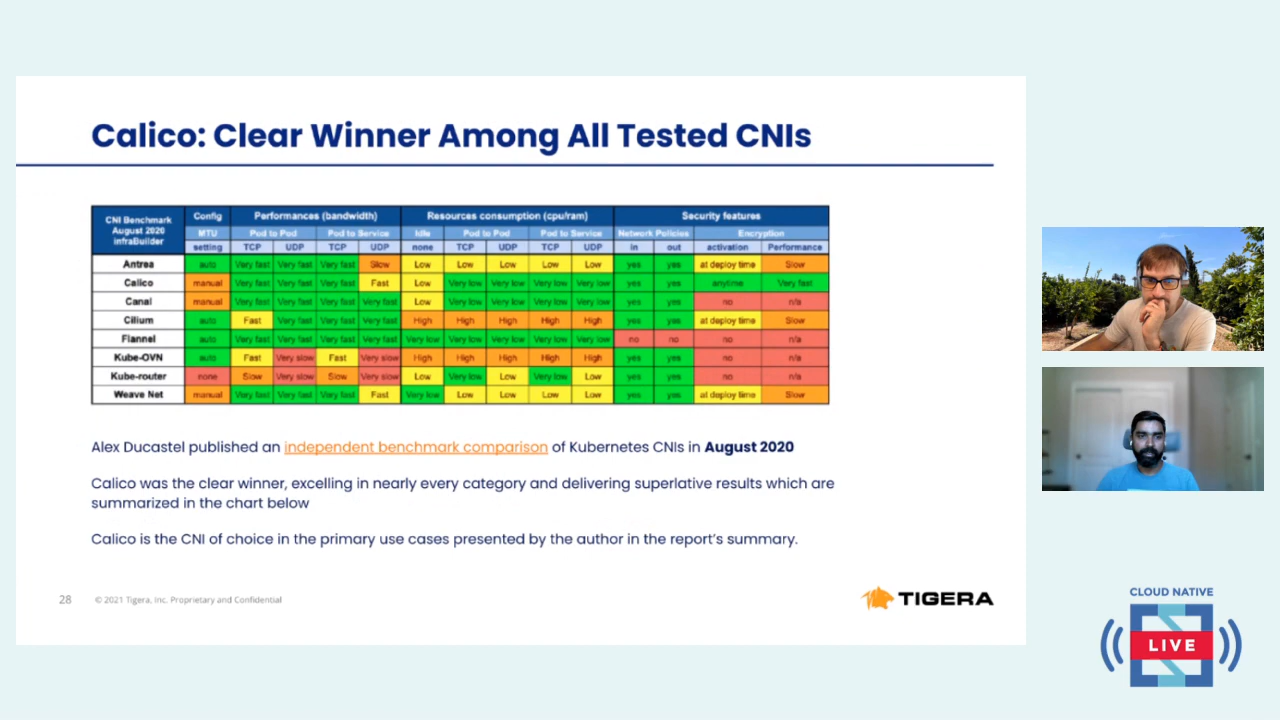 Calico: Clear Winner Among All Tested CNIs
CNI Benchmark August 2020 infraBuilder
Config Performances (bandwidth) Resources consumption (cpu/ram) Security features
MTU Pod to Pod Pod to Service Idle Pod to Pod Pod to Service Network Policies Encryption
setting TCP UDP TCP UDP none TCP UDP TCP UDP in out activation Performance
Antrea auto Very fast Very fast Very fast Slow Low Low Low Low Low yes yes at deploy time Slow
Calico manual Very fast Very fast Very fast Fast Low Very low Very low Very low Very low yes yes anytime Very fast
Canal manual Very fast Very fast Very fast Very fast Low Very low Very low Very low Very low yes yes no n/a
Cilium auto Fast Very fast Very fast Very fast High High High High High yes yes at deploy time Slow
Flannel auto Very fast Very fast Very fast Very fast Very low Very low Very low Very low Very low no no no n/a
Kube-OVN auto Fast Very slow Fast Very slow High High High High High yes yes no n/a
Kube-router none Slow Very slow Slow Very slow Low Very low Low Very low Low yes yes no n/a
Weave Net manual Very fast Very fast Very fast Fast Very low Low Low Low Low yes yes at deploy time Slow
Alex Ducastel published an independent benchmark comparison of Kubernetes CNIs in August 2020
Calico was the clear winner, excelling in nearly every category and delivering superlative results which are
summarized in the chart below
Calico is the CNI of choice in the primary use cases presented by the author in the report's summary.
28 © 2021 Tigera, Inc. Proprietary and Confidential
TIGERA
CLOUD NATIVE
LIVE